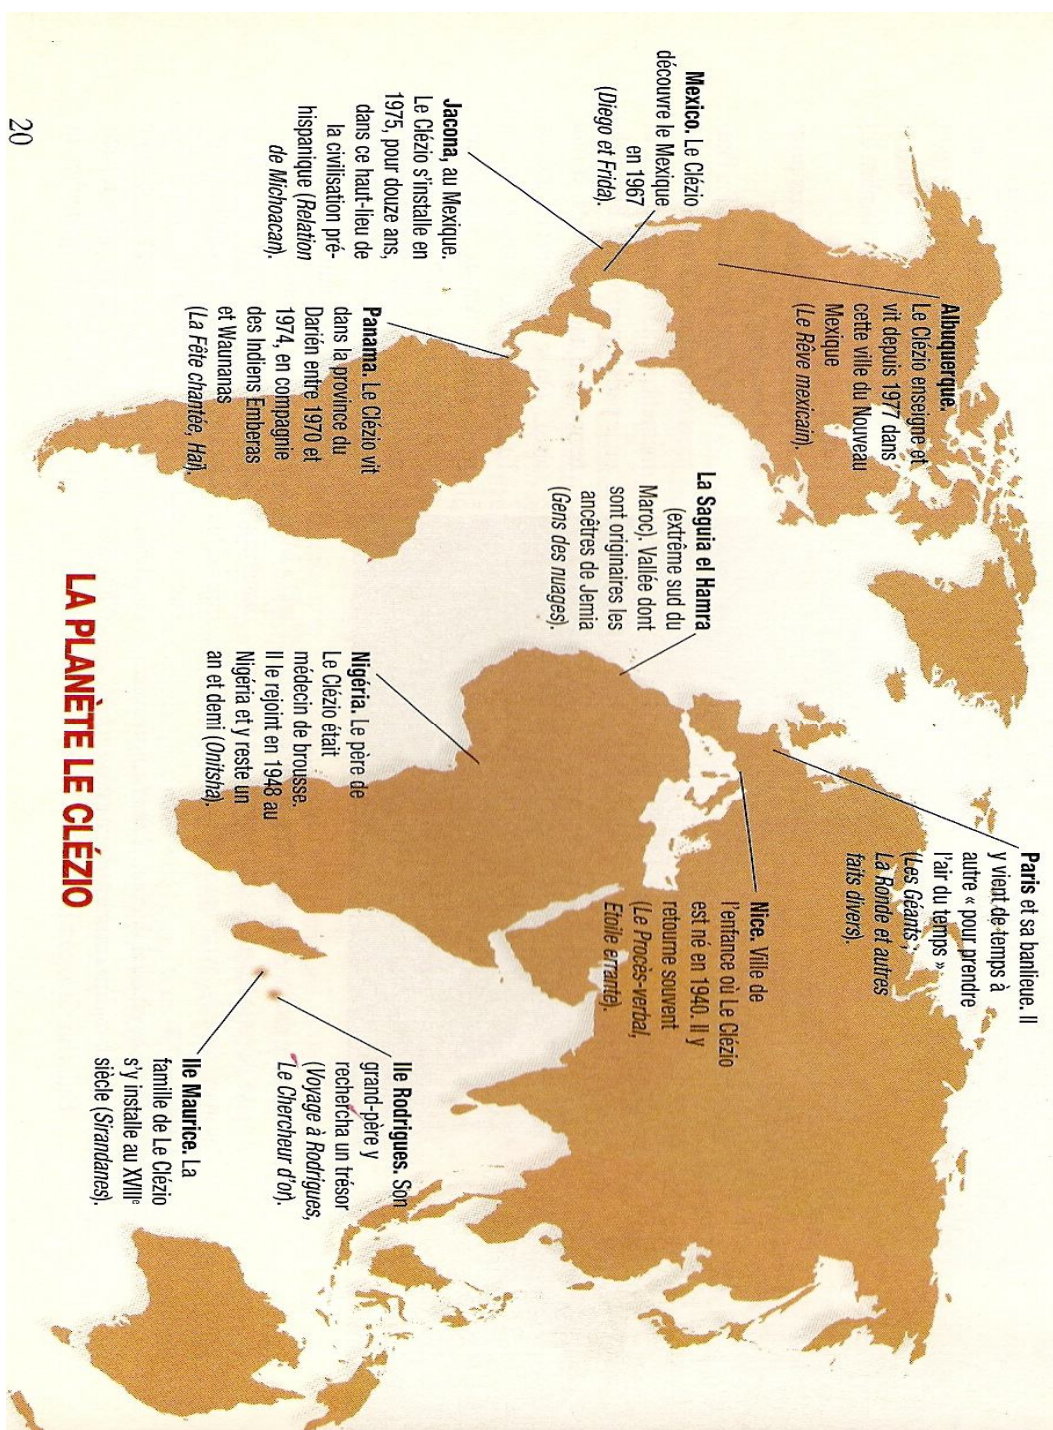 Albuquerque.
Le Clézio enseigne et
vit depuis 1977 dans
cette ville du Nouveau
Mexique
(Le Rêve mexicain).
Mexico. Le Clézio
découvre le Mexique
en 1967
(Diego et Frida).
Jacona, au Mexique.
Le Clézio s'installe en
1975, pour douze ans,
dans ce haut-lieu de
la civilisation pré-
hispanique (Relation
de Michoacan).
Panama. Le Clézio vit
dans la province du
Darién entre 1970 et
1974, en compagnie
des Indiens Emberas
et Waunanas
(La Fête chantée, Haï).
La Saguia el Hamra
(extrême sud du
Maroc). Vallée dont
sont originaires les
ancêtres de Jemia
(Gens des nuages).
Paris et sa banlieue. Il
y vient de temps à
autre « pour prendre
l'air du temps »
(Les Géants ;
La Ronde et autres
faits divers).
Nice. Ville de
l'enfance où Le Clézio
est né en 1940. Il y
retourne souvent
(Le Procès-verbal,
Etoile errante).
Nigéria. Le père de
Le Clézio était
médecin de brousse.
Il le rejoint en 1948 au
Nigéria et y reste un
an et demi (Onitsha).
Ile Rodrigues. Son
grand-père y
rechercha un trésor
(Voyage à Rodrigues,
Le Chercheur d'or).
Ile Maurice. La
famille de Le Clézio
s'y installe au XVIIIe
siècle (Sirandanes).
LA PLANÈTE LE CLÉZIO
20